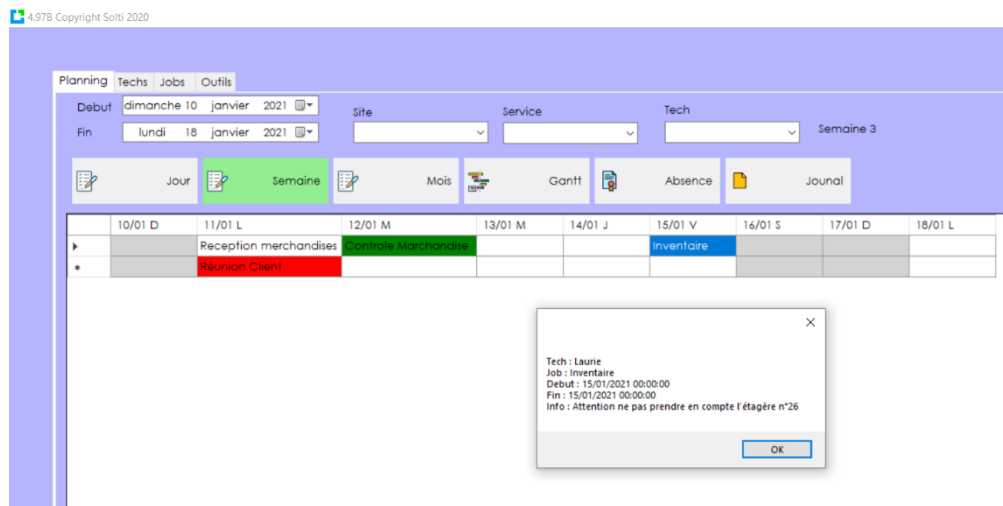 4.978 Copyright Solti 2020
Planning Techs Jobs Outils
Debut dimanche 10 janvier 2021 Site Service Tech
Fin lundi 18 janvier 2021 Semaine 3
Jour Semaine Mois Gantt Absence Jounal
10/01 D 11/01 L 12/01 M 13/01 M 14/01 J 15/01 V 16/01 S 17/01 D 18/01 L
Reception merchandises Controle Marchandise Inventaire
Réunion Client
Tech : Laurie
Job : Inventaire
Debut : 15/01/2021 00:00:00
Fin : 15/01/2021 00:00:00
Info : Attention ne pas prendre en compte l'étagère n°26
OK